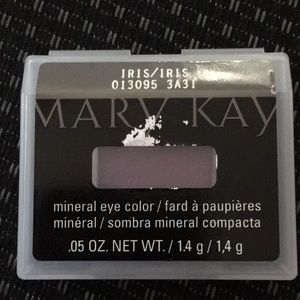 IRIS/IRIS
013095 3A31
MARY KAY
mineral eye color / fard à paupières
minéral / sombra mineral compacta
.05 OZ. NET WT. / 1.4 g / 1,4 g